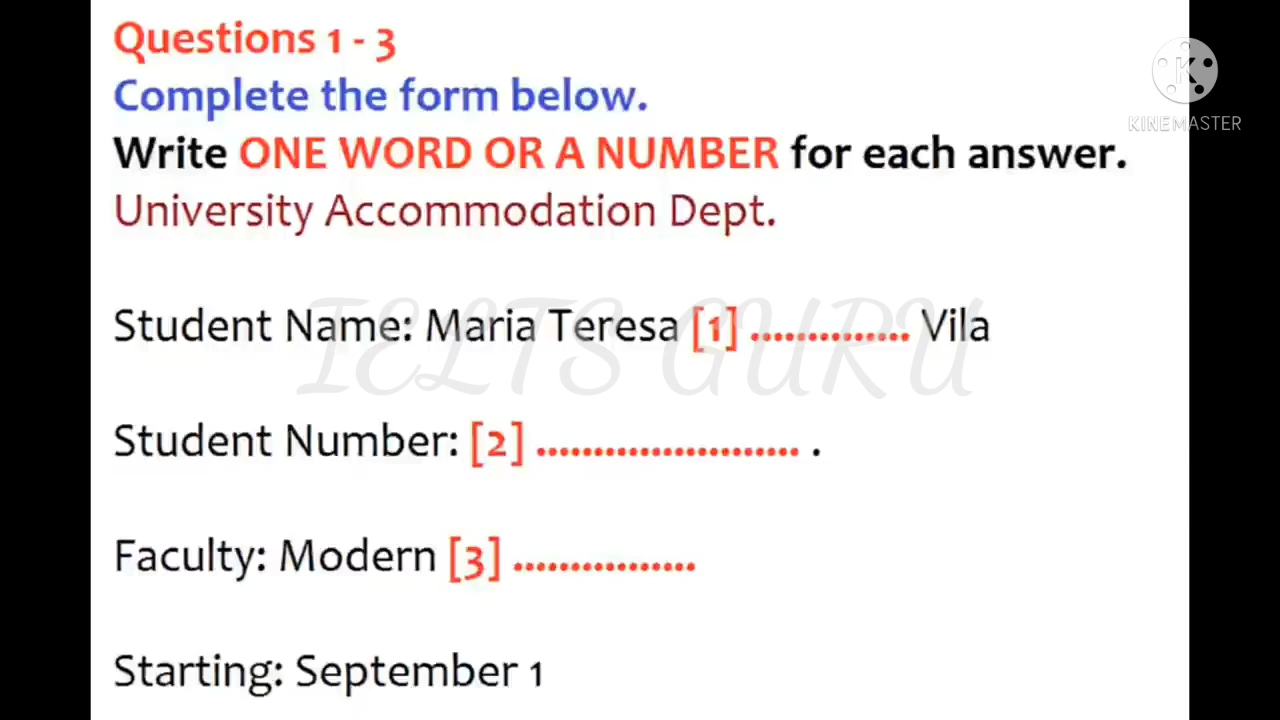 Questions 1 - 3
Complete the form below.
Write ONE WORD OR A NUMBER for each answer.
University Accommodation Dept.
Student Name: Maria Teresa [1] .............. Vila
Student Number: [2] ....................... .
Faculty: Modern [3] ................
Starting: September 1
IELTS GURU
K
KINEMASTER